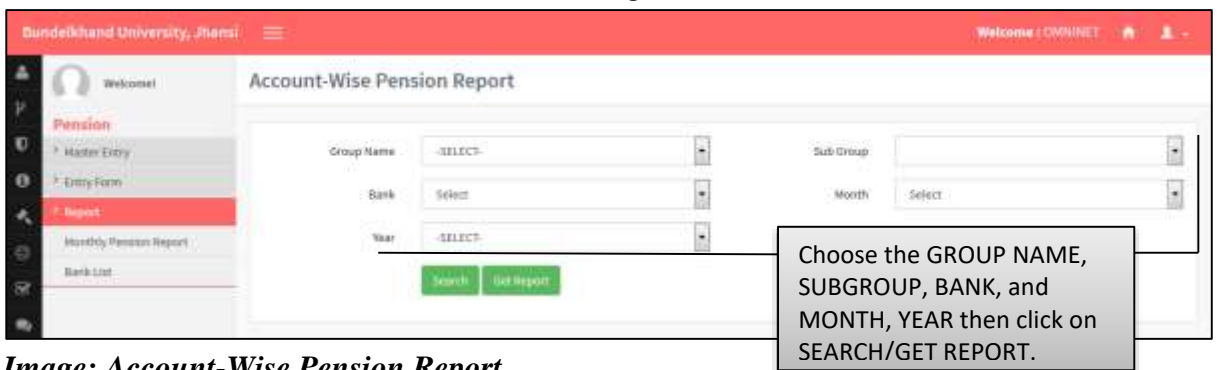 Bundelkhand University, Jhansi
Welcome : OMNINET
Welcome!
Account-Wise Pension Report
Pension
Master Entry
Group Name -SELECT- Sub Group
Entry Form
Bank Select Month Select
Report
Year -SELECT-
Monthly Pension Report
Bank List
Search Get Report
Choose the GROUP NAME,
SUBGROUP, BANK, and
MONTH, YEAR then click on
SEARCH/GET REPORT.
Image: Account-Wise Pension Report